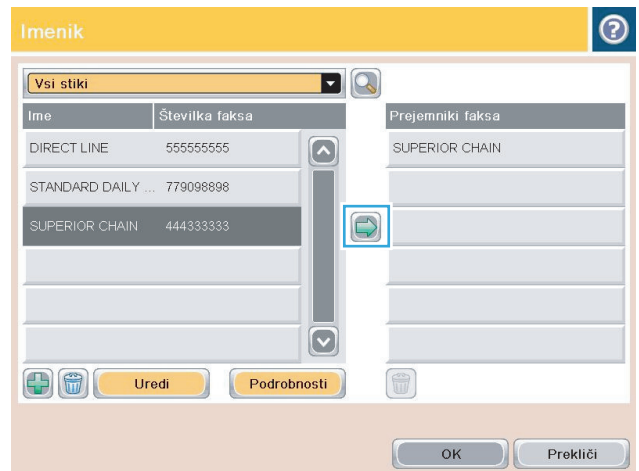 Imenik
?
Vsi stiki
Ime Številka faksa
Prejemniki faksa
DIRECT LINE 555555555
SUPERIOR CHAIN
STANDARD DAILY ... 779098898
SUPERIOR CHAIN 444333333
Uredi
Podrobnosti
OK
Prekliči